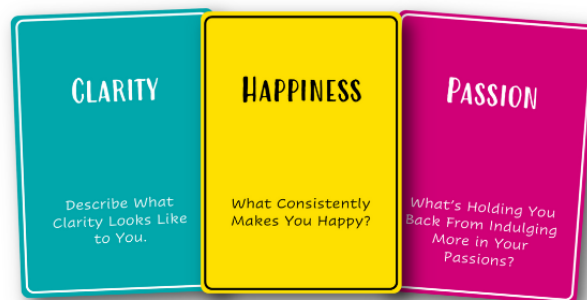 CLARITY
Describe What
Clarity Looks Like
to You.
HAPPINESS
What Consistently
Makes You Happy?
PASSION
What's Holding You
Back From Indulging
More in Your
Passions?